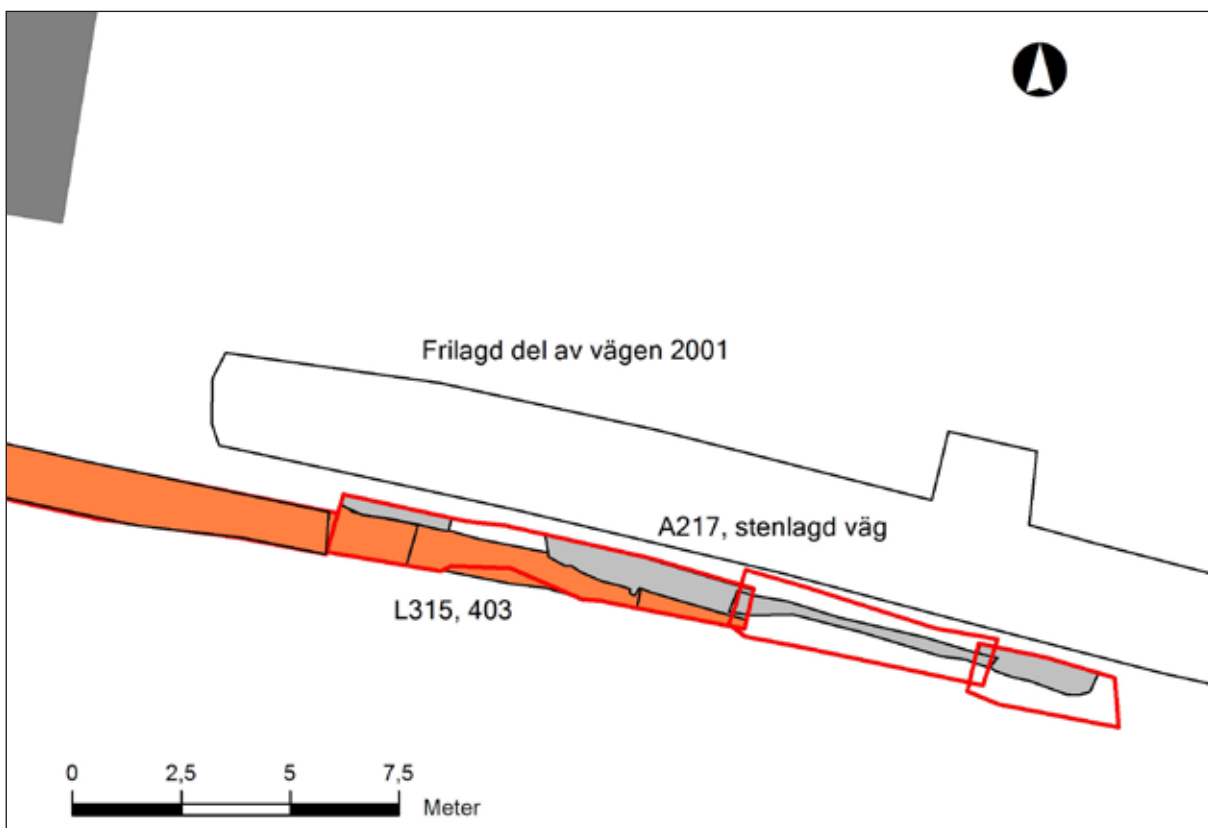 Frilagd del av vägen 2001
A217, stenlagd väg
L315, 403
0 2,5 5 7,5
Meter